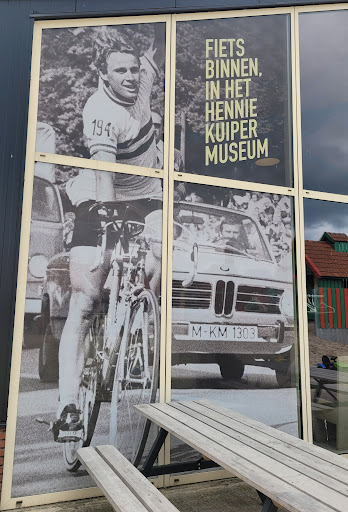 FIETS
BINNEN,
IN HET
HENNIE
KUIPER
MUSEUM
194
M-KM 1303